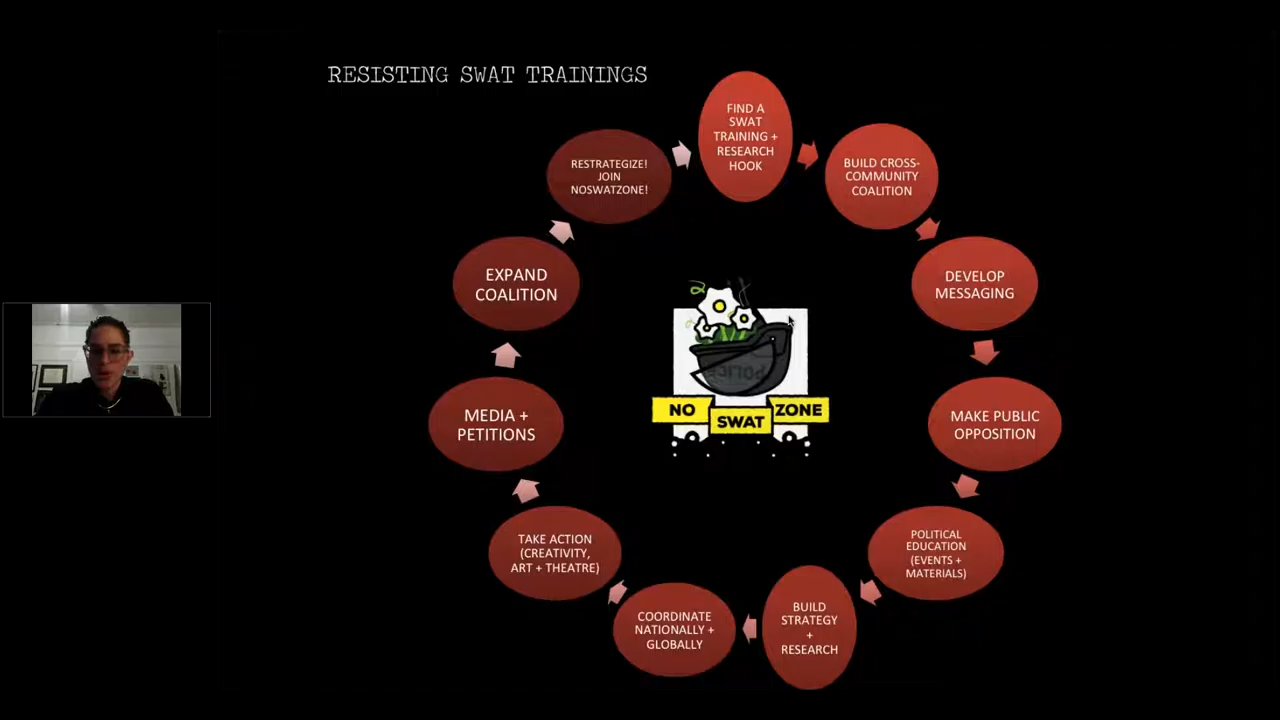 RESISTING SWAT TRAININGS
FIND A
SWAT
TRAINING +
RESEARCH
HOOK
BUILD CROSS-
COMMUNITY
COALITION
DEVELOP
MESSAGING
MAKE PUBLIC
OPPOSITION
POLITICAL
EDUCATION
(EVENTS +
MATERIALS)
BUILD
STRATEGY
+
RESEARCH
COORDINATE
NATIONALLY +
GLOBALLY
TAKE ACTION
(CREATIVITY,
ART + THEATRE)
MEDIA +
PETITIONS
EXPAND
COALITION
RESTRATEGIZE!
JOIN
NOSWATZONE!
POLICE
NO SWAT ZONE